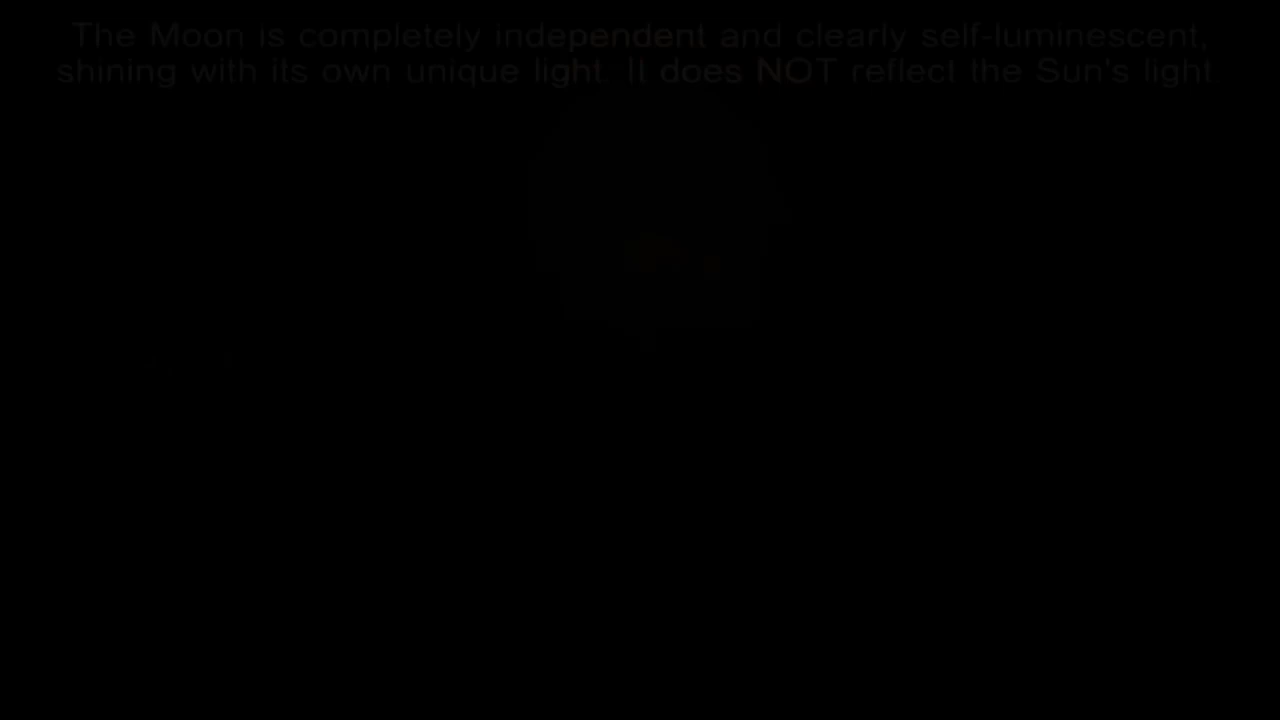 The Moon is completely independent and clearly self-luminescent,
shining with its own unique light. It does NOT reflect the Sun's light.